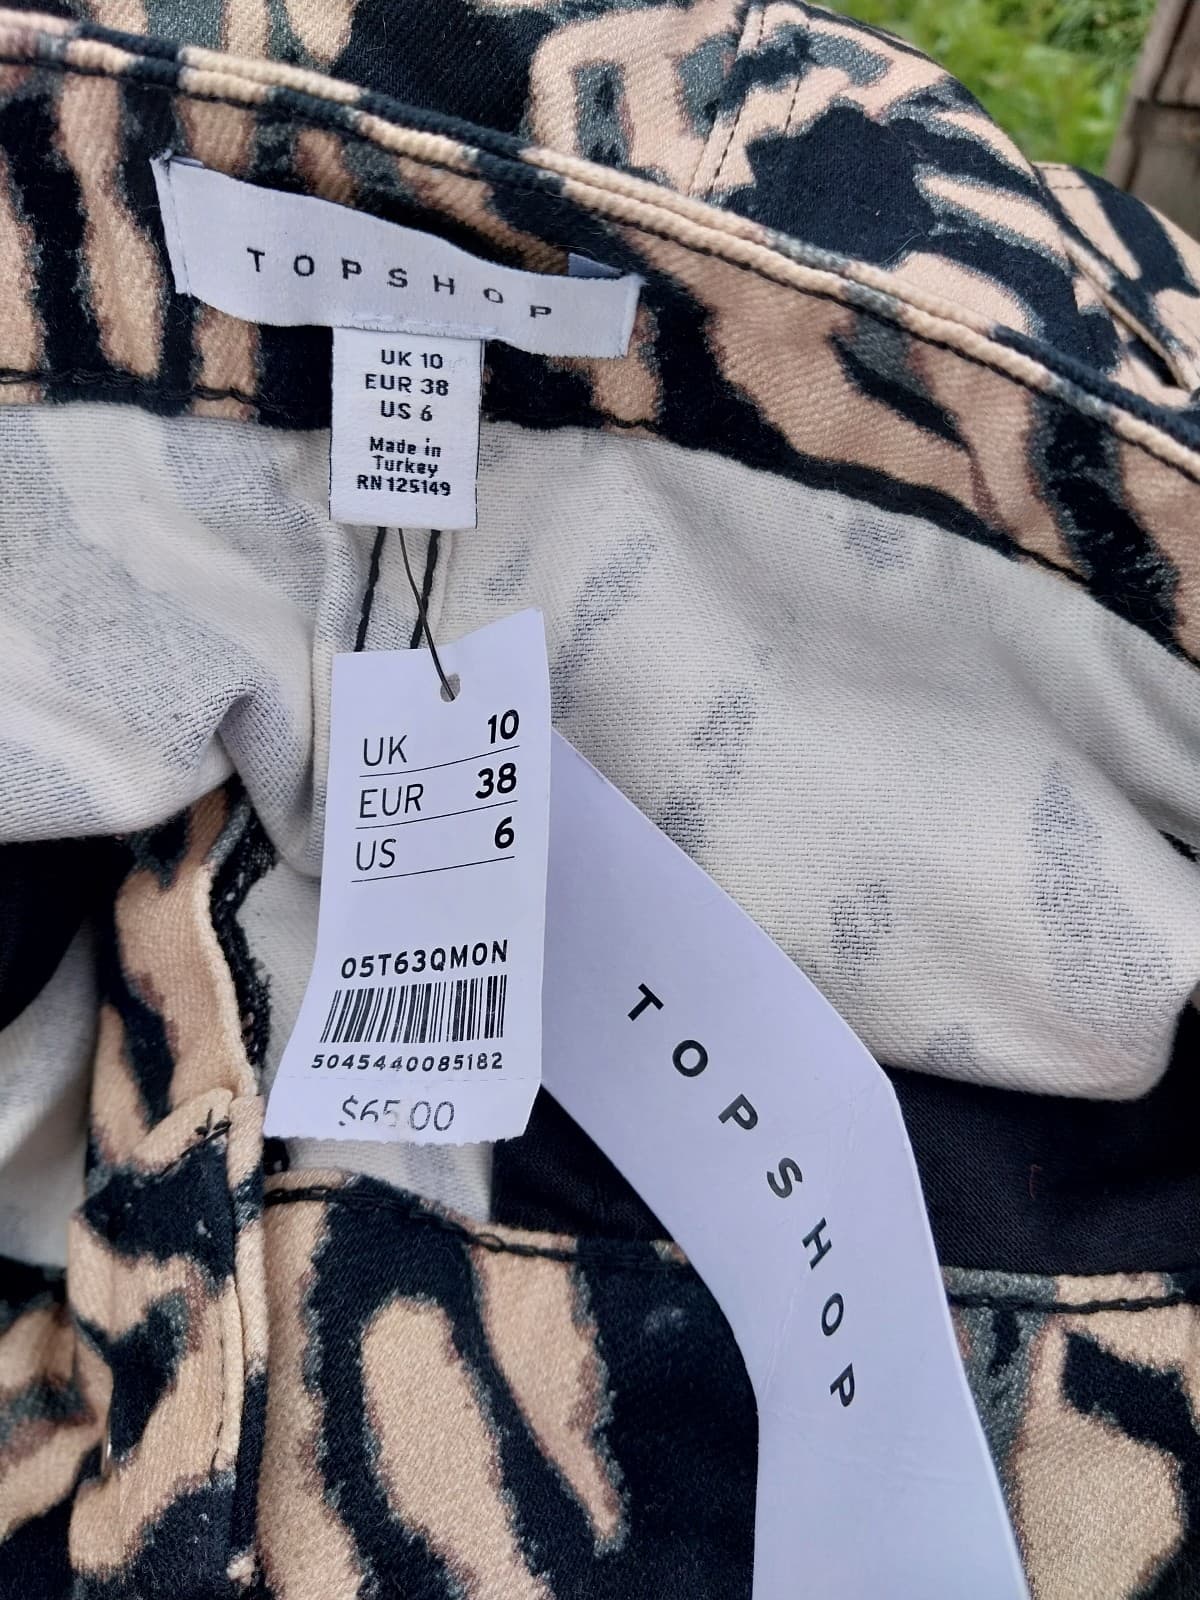 TOPSHOP
UK 10
EUR 38
US 6
Made in
Turkey
RN 125149
UK 10
EUR 38
US 6
05T63QMON
5045440085182
$65.00
TOPSHOP